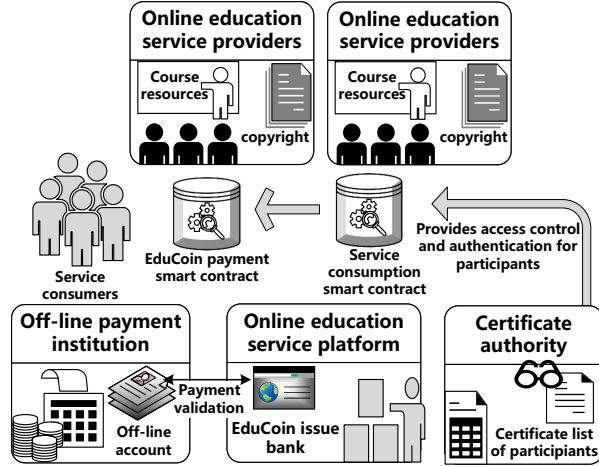 Online education
service providers
Course
resources
copyright
Online education
service providers
Course
resources
copyright
Service
consumers
EduCoin payment
smart contract
Service
consumption
smart contract
Provides access control
and authentication for
participants
Off-line payment
institution
Off-line
account
Payment
validation
Online education
service platform
EduCoin issue
bank
Certificate
authority
Certificate list
of participants